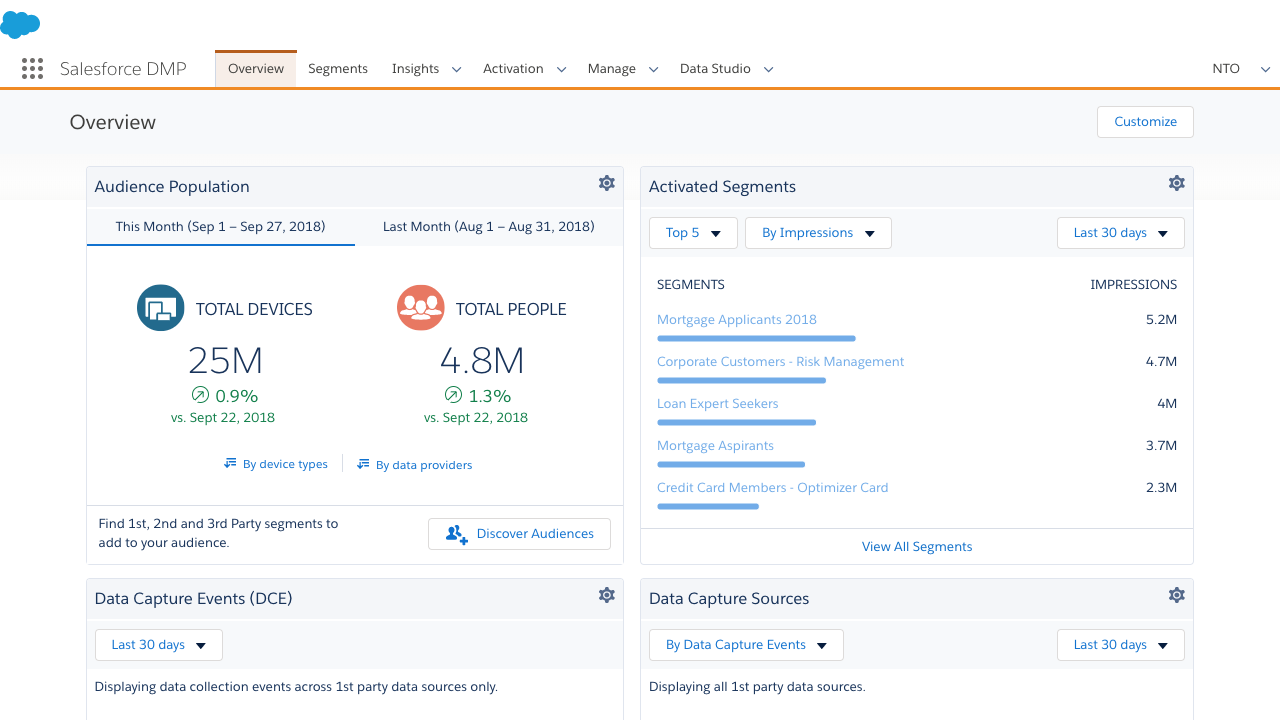 Salesforce DMP
Overview
Segments
Insights
Activation
Manage
Data Studio
NTO
Overview
Customize
Audience Population
This Month (Sep 1 – Sep 27, 2018)
Last Month (Aug 1 – Aug 31, 2018)
TOTAL DEVICES
25M
0.9%
vs. Sept 22, 2018
TOTAL PEOPLE
4.8M
1.3%
vs. Sept 22, 2018
By device types
By data providers
Find 1st, 2nd and 3rd Party segments to
add to your audience.
Discover Audiences
Activated Segments
Top 5
By Impressions
Last 30 days
SEGMENTS IMPRESSIONS
Mortgage Applicants 2018 5.2M
Corporate Customers - Risk Management 4.7M
Loan Expert Seekers 4M
Mortgage Aspirants 3.7M
Credit Card Members - Optimizer Card 2.3M
View All Segments
Data Capture Events (DCE)
Last 30 days
Displaying data collection events across 1st party data sources only.
Data Capture Sources
By Data Capture Events
Last 30 days
Displaying all 1st party data sources.